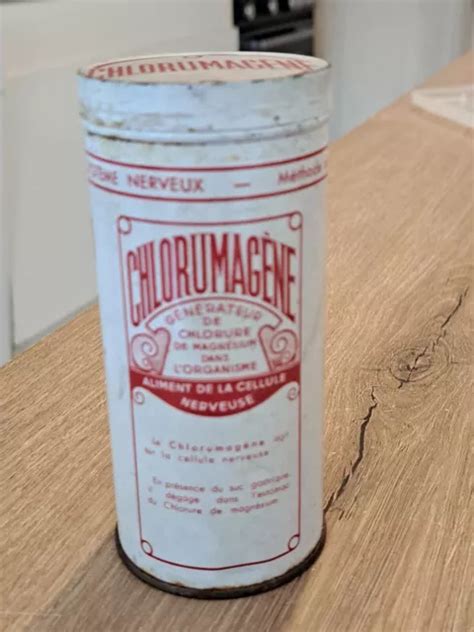 CHLORUMAGÈNE
NERVEUX — Méthode
CHLORUMAGÈNE
GÉNÉRATEUR
DE
CHLORURE
DE MAGNÉSIUM
DANS
L'ORGANISME
ALIMENT DE LA CELLULE
NERVEUSE
Le Chlorumagène agit
sur la cellule nerveuse
En présence du suc gastrique,
il dégage dans l'estomac
du Chlorure de magnésium